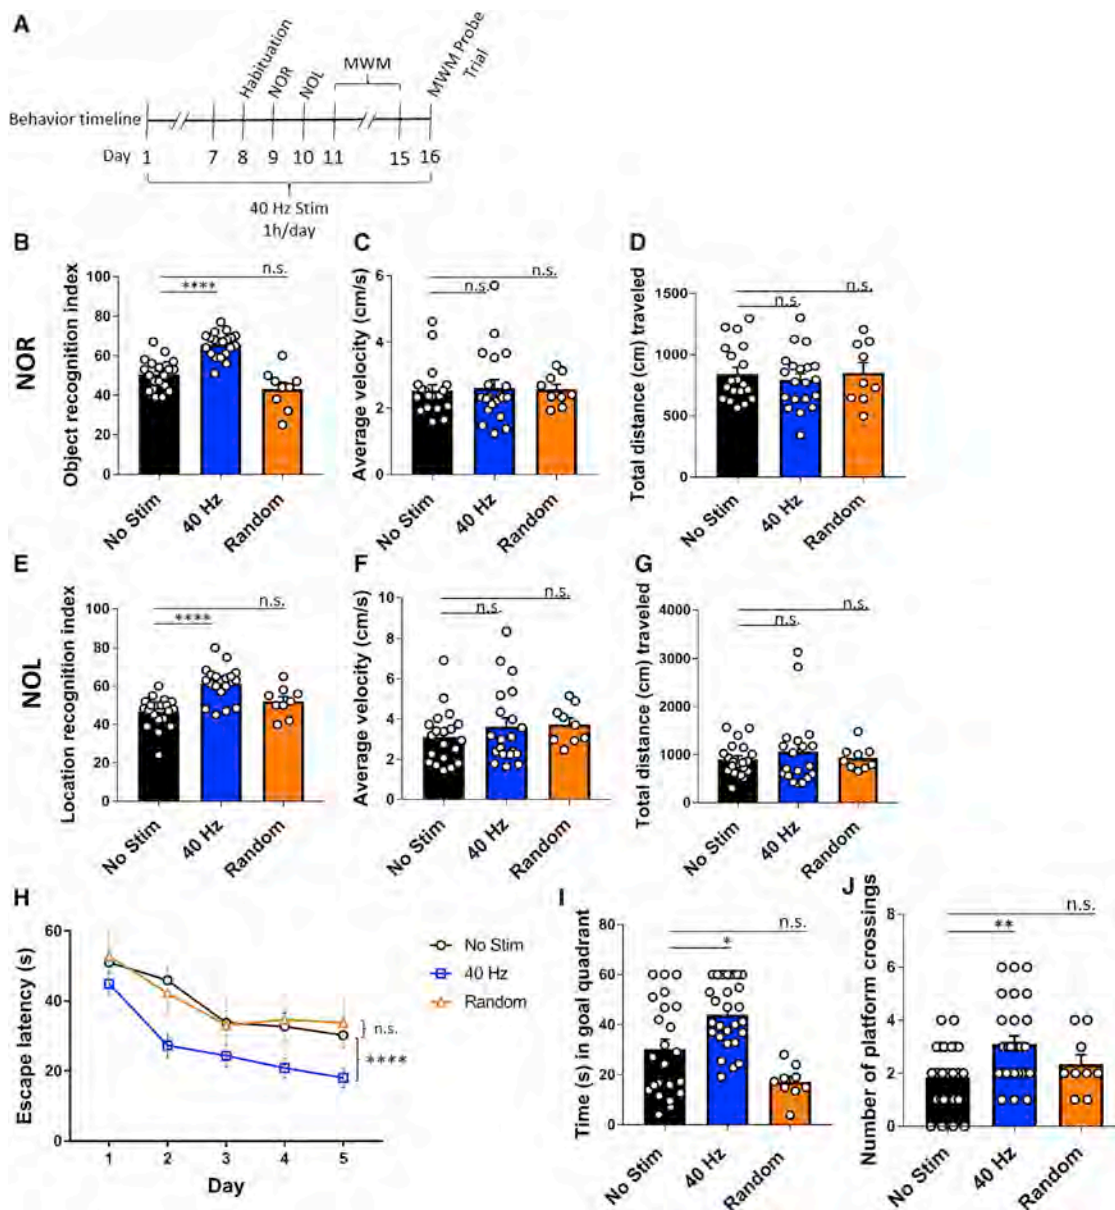 A
Habituation
NOR
NOL
MWM
MWM Probe
Trial
Behavior timeline
Day 1 7 8 9 10 11 15 16
40 Hz Stim
1h/day
B
NOR
Object recognition index
100
80
60
40
20
0
****
n.s.
No Stim
40 Hz
Random
C
Average velocity (cm/s)
6
4
2
0
n.s.
n.s.
No Stim
40 Hz
Random
D
Total distance (cm) traveled
1500
1000
500
0
n.s.
n.s.
No Stim
40 Hz
Random
E
NOL
Location recognition index
100
80
60
40
20
0
****
n.s.
No Stim
40 Hz
Random
F
Average velocity (cm/s)
10
8
6
4
2
0
n.s.
n.s.
No Stim
40 Hz
Random
G
Total distance (cm) traveled
4000
3000
2000
1000
0
n.s.
n.s.
No Stim
40 Hz
Random
H
Escape latency (s)
60
40
20
0
1 2 3 4 5
Day
No Stim
40 Hz
Random
n.s.
****
I
Time (s) in goal quadrant
80
60
40
20
0
n.s.
*
No Stim
40 Hz
Random
J
Number of platform crossings
8
6
4
2
0
n.s.
**
No Stim
40 Hz
Random